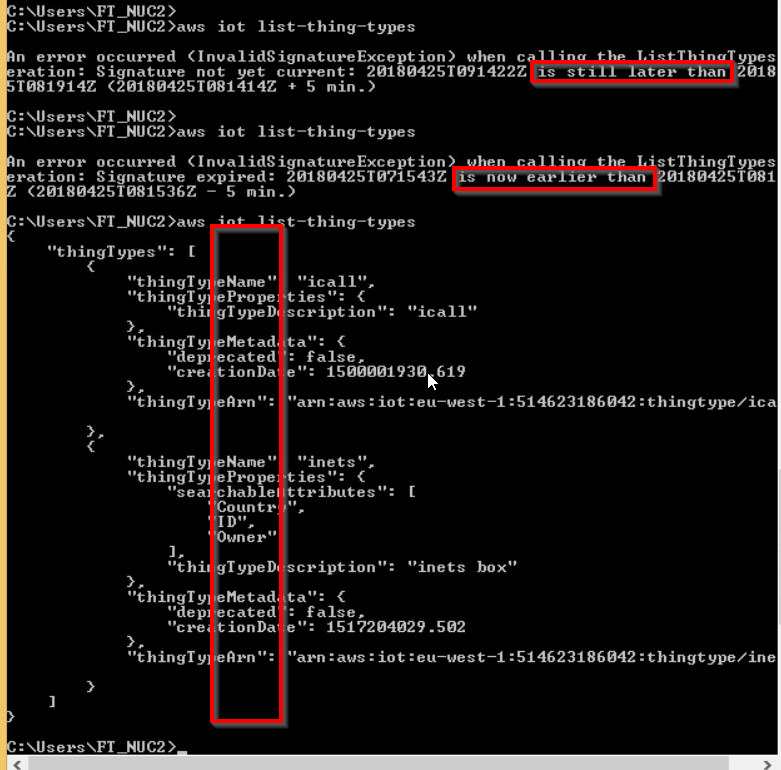 C:\Users\FT_NUC2>
C:\Users\FT_NUC2>aws iot list-thing-types
An error occurred (InvalidSignatureException) when calling the ListThingTypes
eration: Signature not yet current: 20180425T091422Z is still later than 2018
5T081914Z (20180425T081414Z + 5 min.)
C:\Users\FT_NUC2>
C:\Users\FT_NUC2>aws iot list-thing-types
An error occurred (InvalidSignatureException) when calling the ListThingTypes
eration: Signature expired: 20180425T071543Z is now earlier than 20180425T081
Z (20180425T081536Z - 5 min.)
C:\Users\FT_NUC2>aws iot list-thing-types
{
"thingTypes": [
{
"thingTypeName": "icall",
"thingTypeProperties": {
"thingTypeDescription": "icall"
},
"thingTypeMetadata": {
"deprecated": false,
"creationDate": 1500001930.619
},
"thingTypeArn": "arn:aws:iot:eu-west-1:514623186042:thingtype/ica
},
{
"thingTypeName": "inets",
"thingTypeProperties": {
"searchableAttributes": [
"Country",
"ID",
"Owner"
],
"thingTypeDescription": "inets box"
},
"thingTypeMetadata": {
"deprecated": false,
"creationDate": 1517204029.502
},
"thingTypeArn": "arn:aws:iot:eu-west-1:514623186042:thingtype/ine
}
]
}
C:\Users\FT_NUC2>_